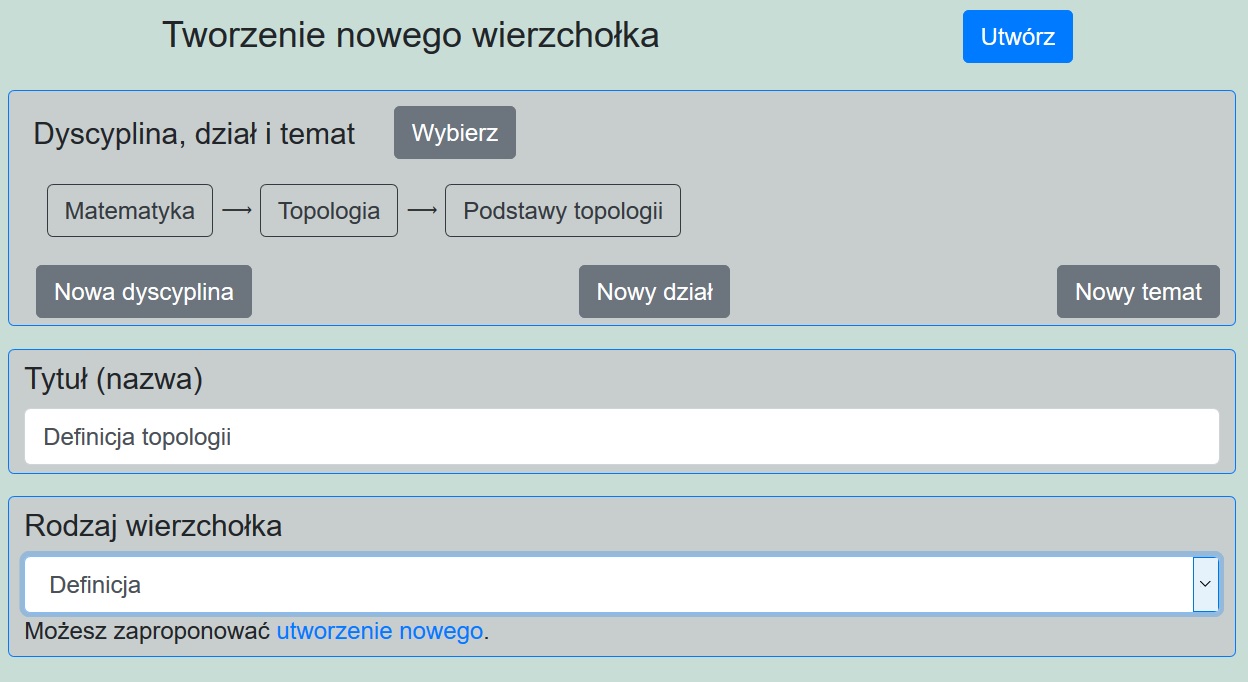 Tworzenie nowego wierzchołka Utwórz
Dyscyplina, dział i temat Wybierz
Matematyka ⟶ Topologia ⟶ Podstawy topologii
Nowa dyscyplina Nowy dział Nowy temat
Tytuł (nazwa)
Definicja topologii
Rodzaj wierzchołka
Definicja
Możesz zaproponować utworzenie nowego.